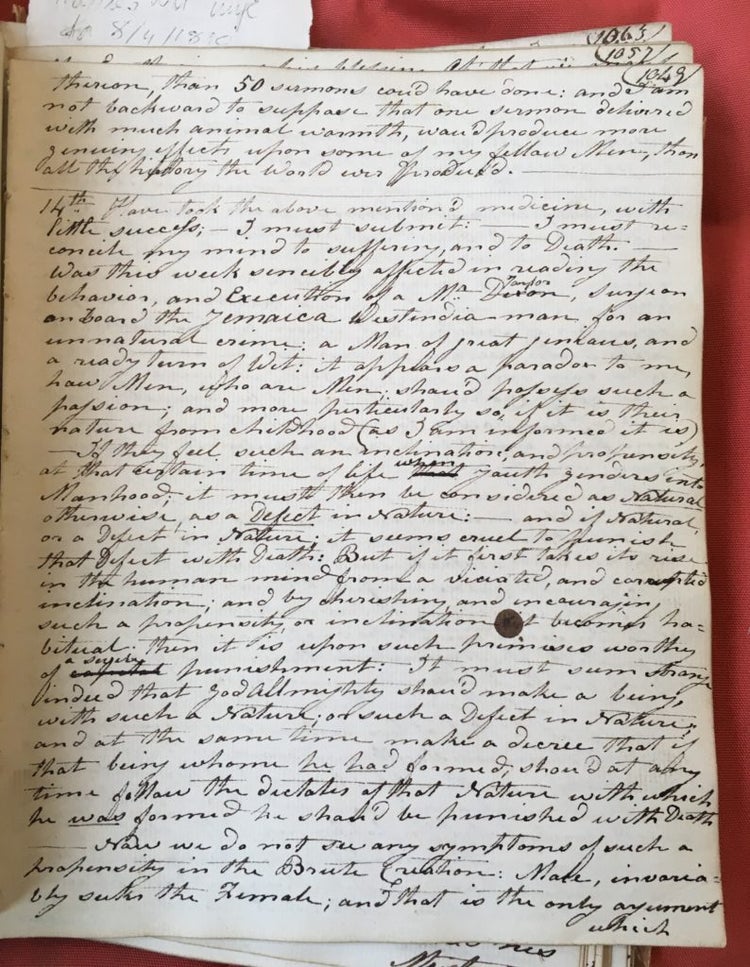 for 8/4/18
1065
1057
1049
thereon, than 50 sermons coud have done: and I am
not backward to suppose that one sermon deliverd
with much animal warmth, woud produce more
genuine effects upon some of my fellow Men, than
all the history the World ever produced. —
14th Have took the above mention'd medicine, with
little success; — I must submit: — I must re-
concile my mind to suffering, and to Death. —
Was this week sencibly affected in reading the
behavior, and Execution of a Mr Taylor
Dixon, Surgeon
on board the Jemaica Westindia-man for an
unnatural crime: a Man of great genious, and
a ready turn of Wit: it appears a paradox to me,
how Men, who are Men, shoud possess such a
passion; and more perticularly so, if it is their
nature from childhood (as I am informed it is)
— If they feel such an inclination, and propensity,
at that certain time of life when youth genders into
Manhood; it must then be considered as Natural
otherwise, as a Defect in Nature: — and if Natural,
or a Defect in Nature; it seems cruel to punish
that Defect with Death: But if it first takes its rise
in the human mind from a viciated, and corrupted
inclination; and by cherishing, and incouraging
such a propensity, or inclination it becomes ha-
bitual: then it is upon such premises worthy
of a severe capital punishment: It must seem strange
indeed that God Allmighty shoud make a being,
with such a Nature; or such a Defect in Nature;
and at the same time make a decree that if
that being whome he had formed, shoud at any
time follow the dictates of that Nature with which
he was formed he shoud be punished with Death
— Now we do not see any symptoms of such a
propensity in the Brute Creation: Male, invaria-
bly seeks the Female; and that is the only argument
which